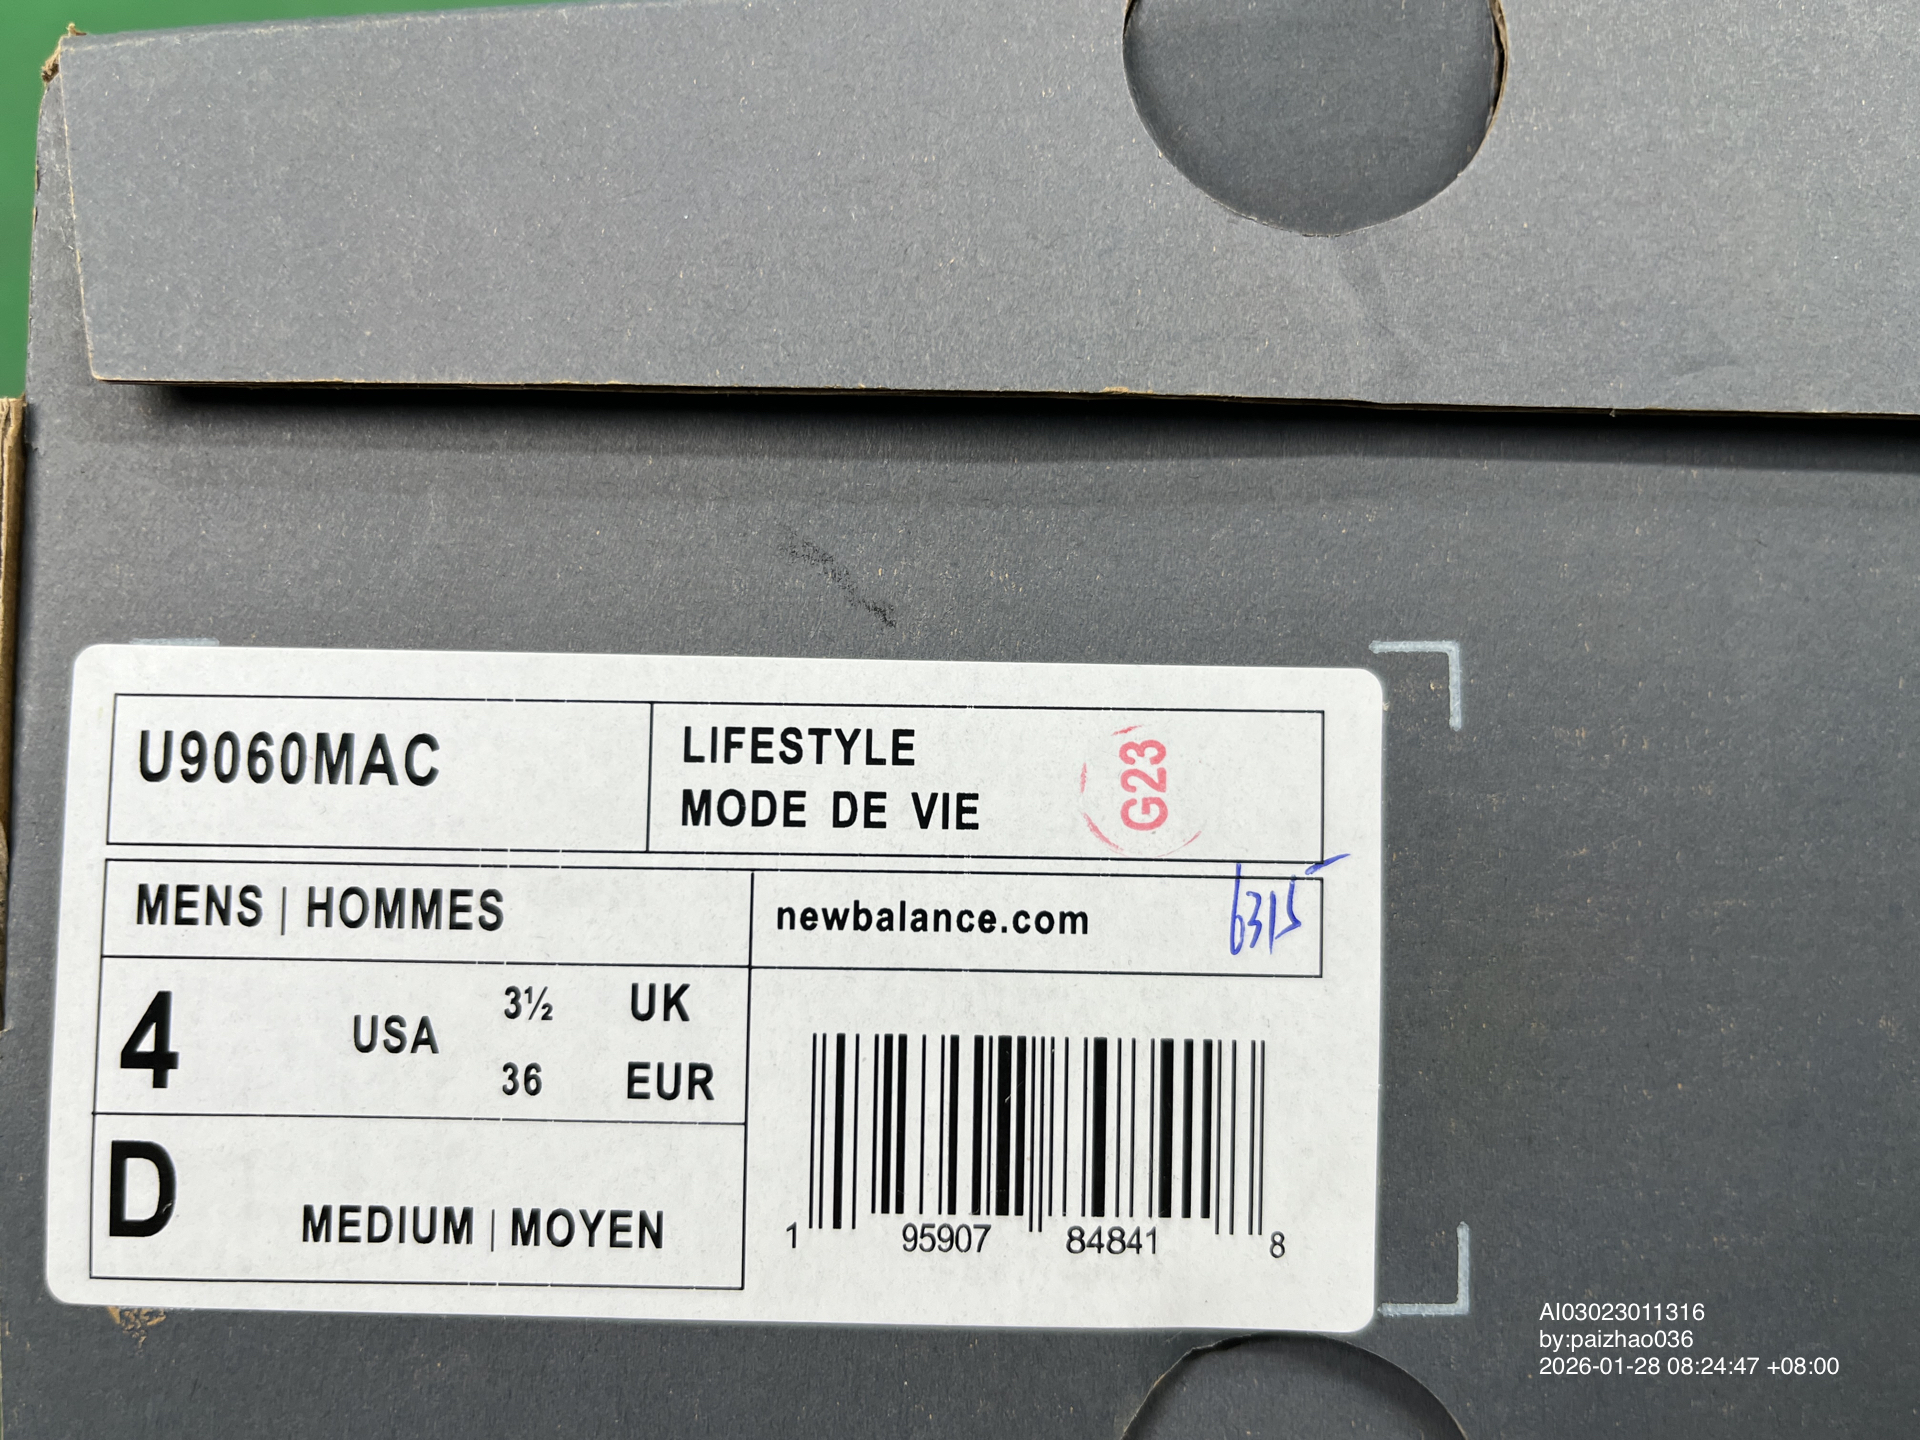 U9060MAC
LIFESTYLE
MODE DE VIE
G23
MENS | HOMMES
newbalance.com
6315
4 USA 3½ UK
36 EUR
D MEDIUM | MOYEN
1 95907 84841 8
AI03023011316
by:paizhao036
2026-01-28 08:24:47 +08:00